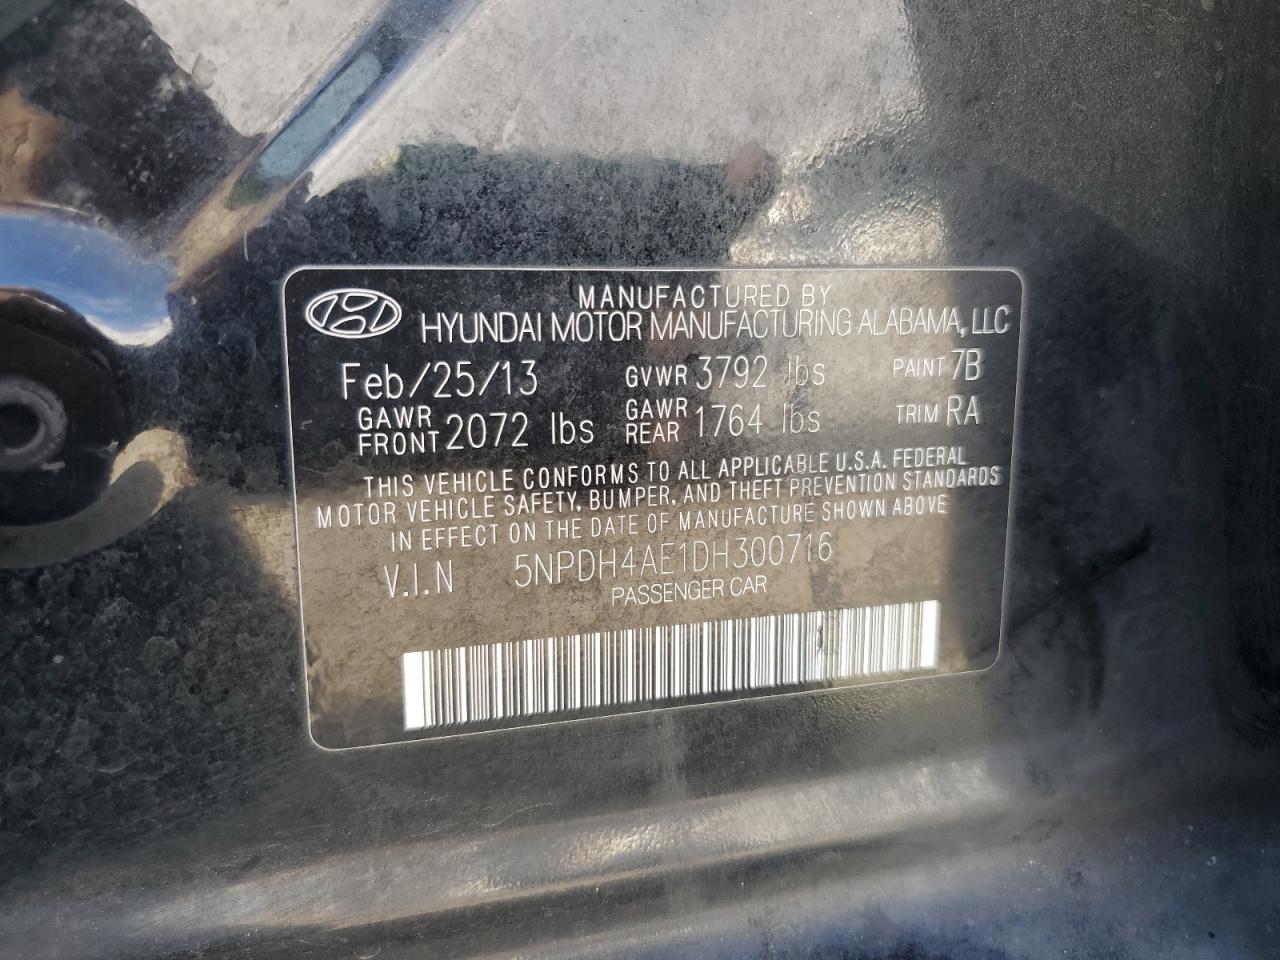 MANUFACTURED BY
HYUNDAI MOTOR MANUFACTURING ALABAMA, LLC
Feb/25/13 GVWR 3792 lbs PAINT 7B
GAWR FRONT 2072 lbs GAWR REAR 1764 lbs TRIM RA
THIS VEHICLE CONFORMS TO ALL APPLICABLE U.S.A. FEDERAL
MOTOR VEHICLE SAFETY, BUMPER, AND THEFT PREVENTION STANDARDS
IN EFFECT ON THE DATE OF MANUFACTURE SHOWN ABOVE
V.I.N 5NPDH4AE1DH300716
PASSENGER CAR